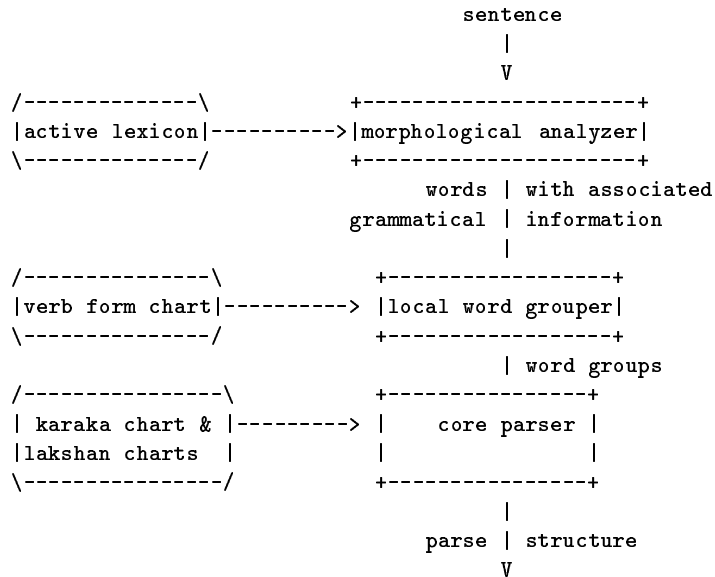 sentence
active lexicon morphological analyzer
words with associated
grammatical information
verb form chart local word grouper
word groups
karaka chart & core parser
lakshan charts
parse structure